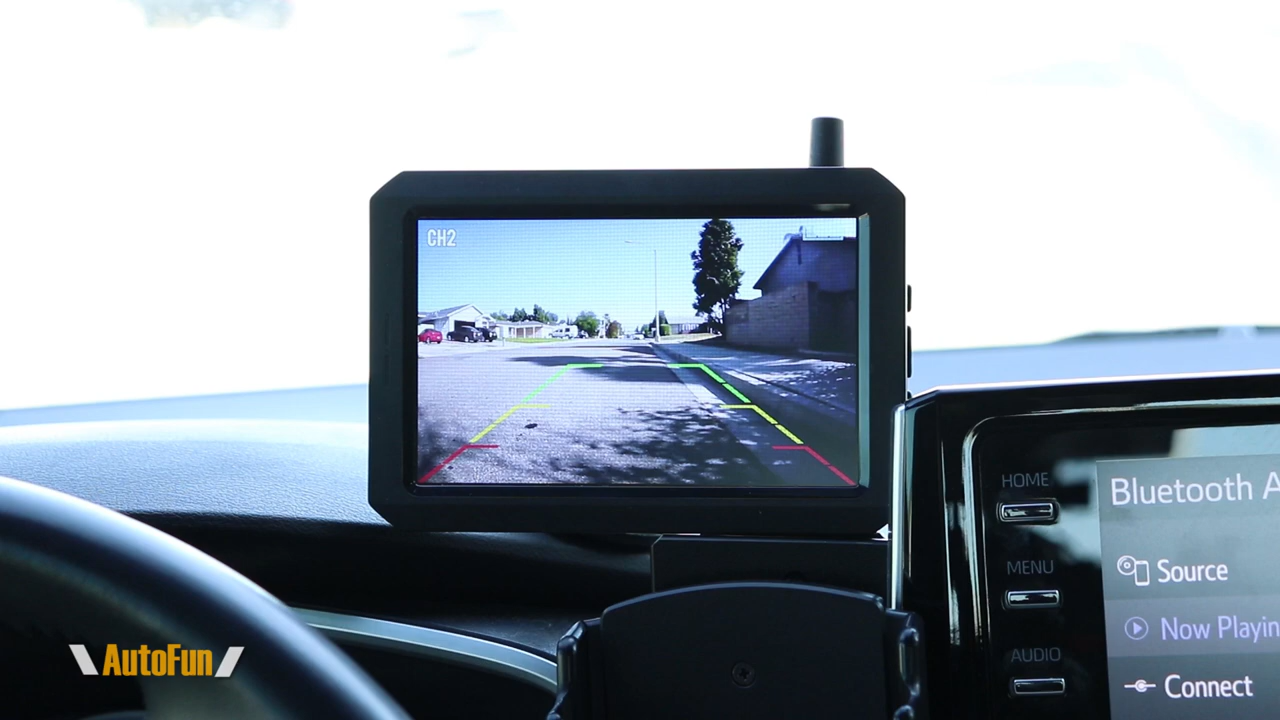 CH2
HOME
MENU
AUDIO
Bluetooth A
Source
Now Playin
Connect
AutoFun